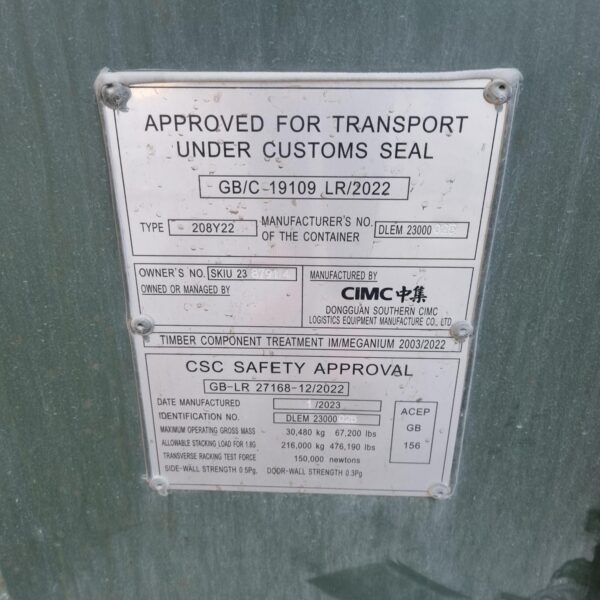 APPROVED FOR TRANSPORT
UNDER CUSTOMS SEAL
GB/C-19109 LR/2022
TYPE 208Y22 MANUFACTURER'S NO. OF THE CONTAINER DLEM 23000
OWNER'S NO. SKIU 23
OWNED OR MANAGED BY
MANUFACTURED BY
CIMC中集
DONGGUAN SOUTHERN CIMC
LOGISTICS EQUIPMENT MANUFACTURE CO., LTD
TIMBER COMPONENT TREATMENT IM/MEGANIUM 2003/2022
CSC SAFETY APPROVAL
GB-LR 27168-12/2022
DATE MANUFACTURED /2023
IDENTIFICATION NO. DLEM 23000
MAXIMUM OPERATING GROSS MASS 30,480 kg 67,200 lbs
ALLOWABLE STACKING LOAD FOR 1.8G 216,000 kg 476,190 lbs
TRANSVERSE RACKING TEST FORCE 150,000 newtons
SIDE-WALL STRENGTH 0.5Pg. DOOR-WALL STRENGTH 0.3Pg
ACEP
GB
156